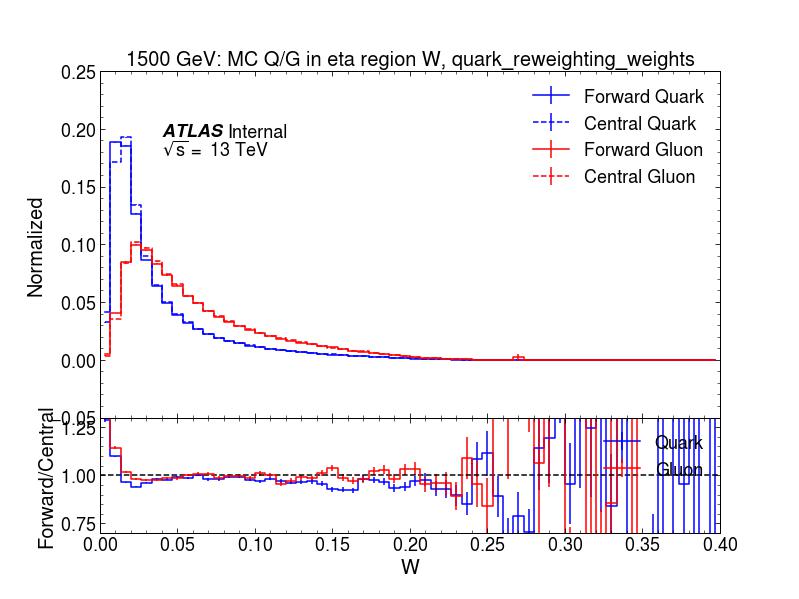 1500 GeV: MC Q/G in eta region W, quark_reweighting_weights
0.25
0.20
0.15
0.10
0.05
0.00
0.05
Normalized
ATLAS Internal
√s = 13 TeV
Forward Quark
Central Quark
Forward Gluon
Central Gluon
1.25
1.00
0.75
Forward/Central
Quark
Gluon
0.00 0.05 0.10 0.15 0.20 0.25 0.30 0.35 0.40
W